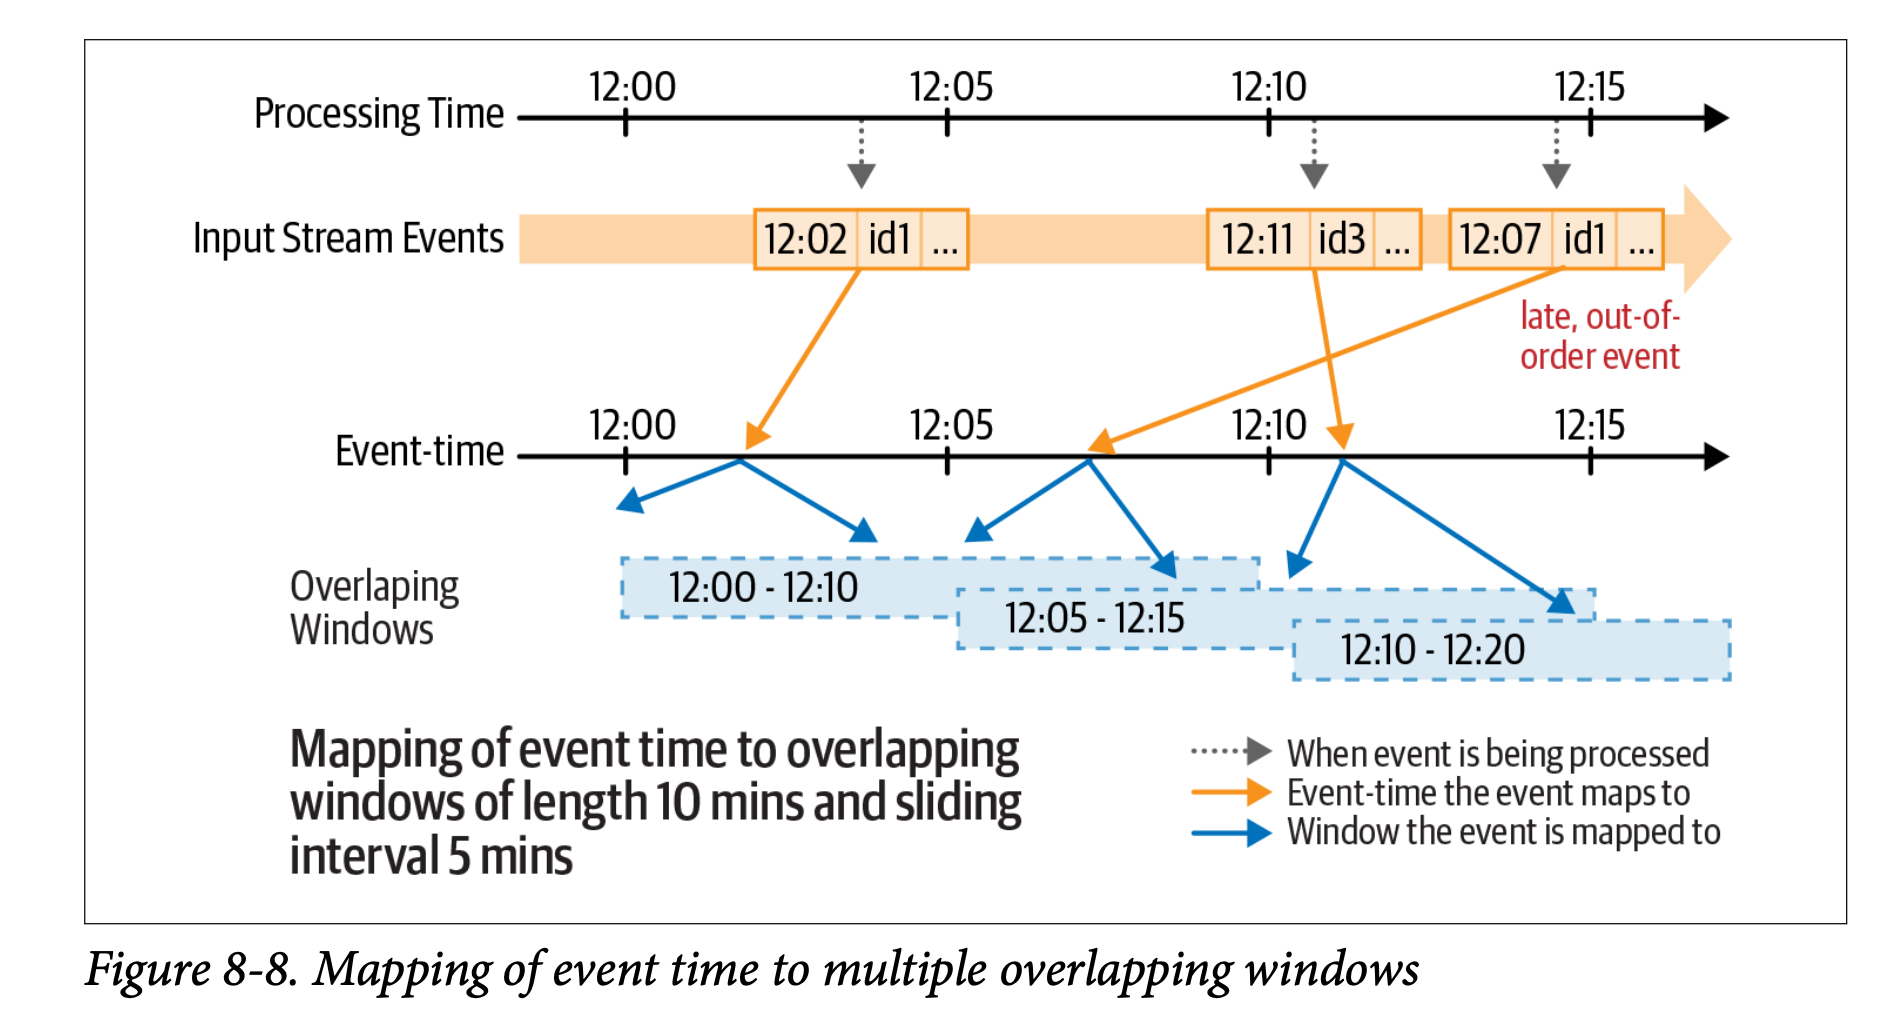 12:00 12:05 12:10 12:15
Processing Time
Input Stream Events 12:02 id1 ... 12:11 id3 ... 12:07 id1 ...
late, out-of-
order event
12:00 12:05 12:10 12:15
Event-time
Overlaping
Windows
12:00 - 12:10
12:05 - 12:15
12:10 - 12:20
Mapping of event time to overlapping
windows of length 10 mins and sliding
interval 5 mins
When event is being processed
Event-time the event maps to
Window the event is mapped to
Figure 8-8. Mapping of event time to multiple overlapping windows